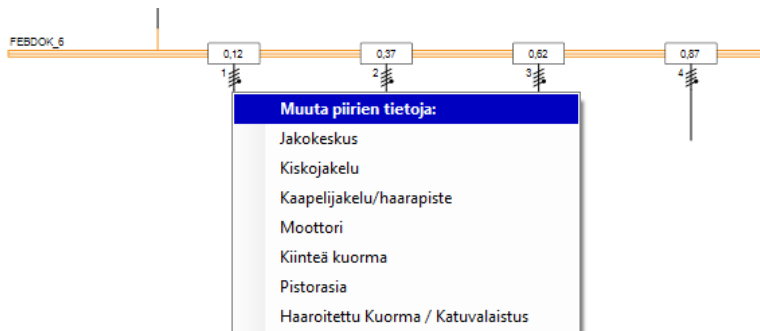 FEBDOK_6
0,12 0,37 0,62 0,87
1 2 3 4
Muuta piirien tietoja:
Jakokeskus
Kiskojakelu
Kaapelijakelu/haarapiste
Moottori
Kiinteä kuorma
Pistorasia
Haaroitettu Kuorma / Katuvalaistus